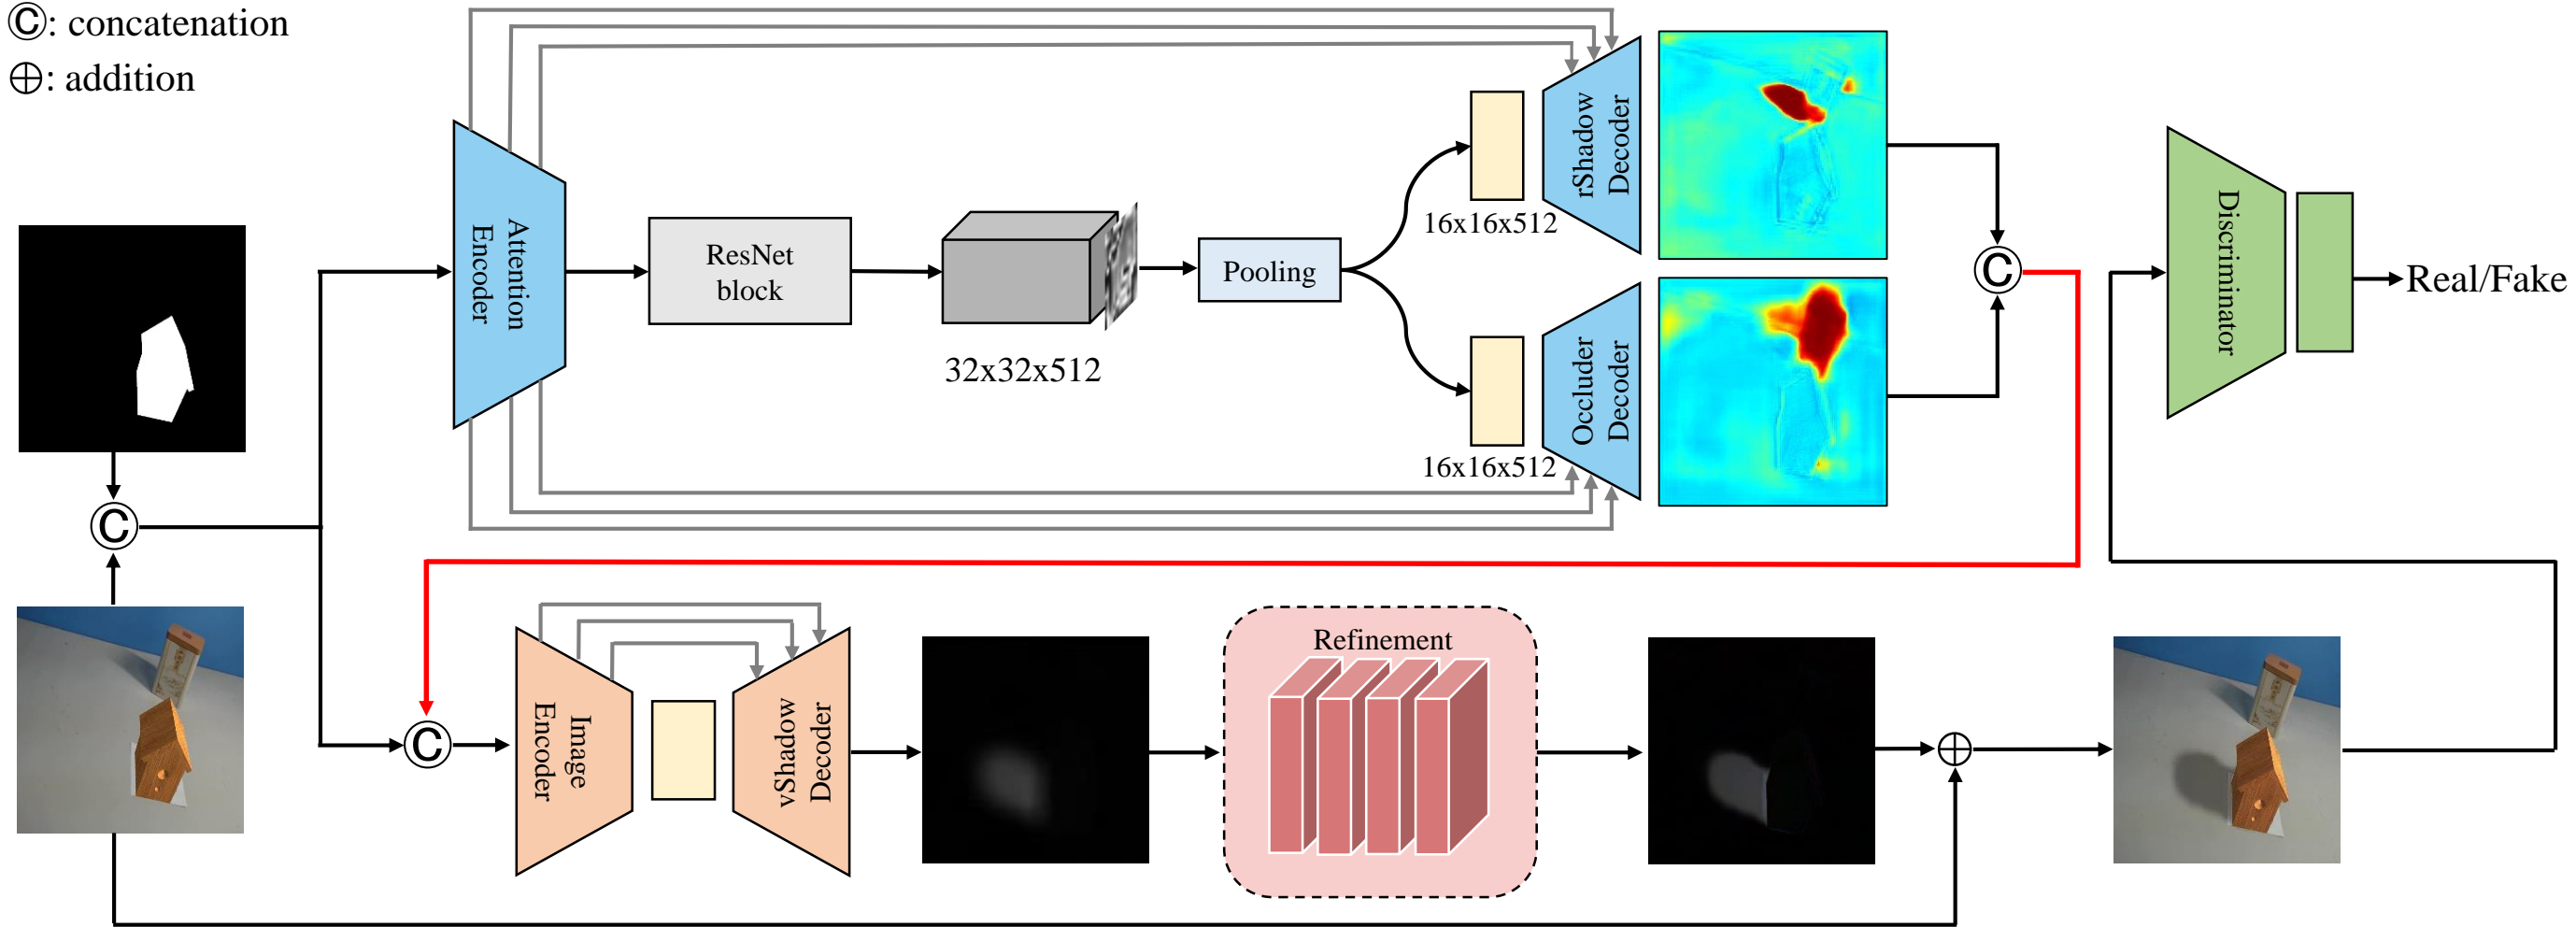 Ⓒ: concatenation
⊕: addition
Attention
Encoder
ResNet
block
32x32x512
Pooling
16x16x512
rShadow
Decoder
16x16x512
Occluder
Decoder
C
Discriminator
Real/Fake
C
C
Image
Encoder
vShadow
Decoder
Refinement